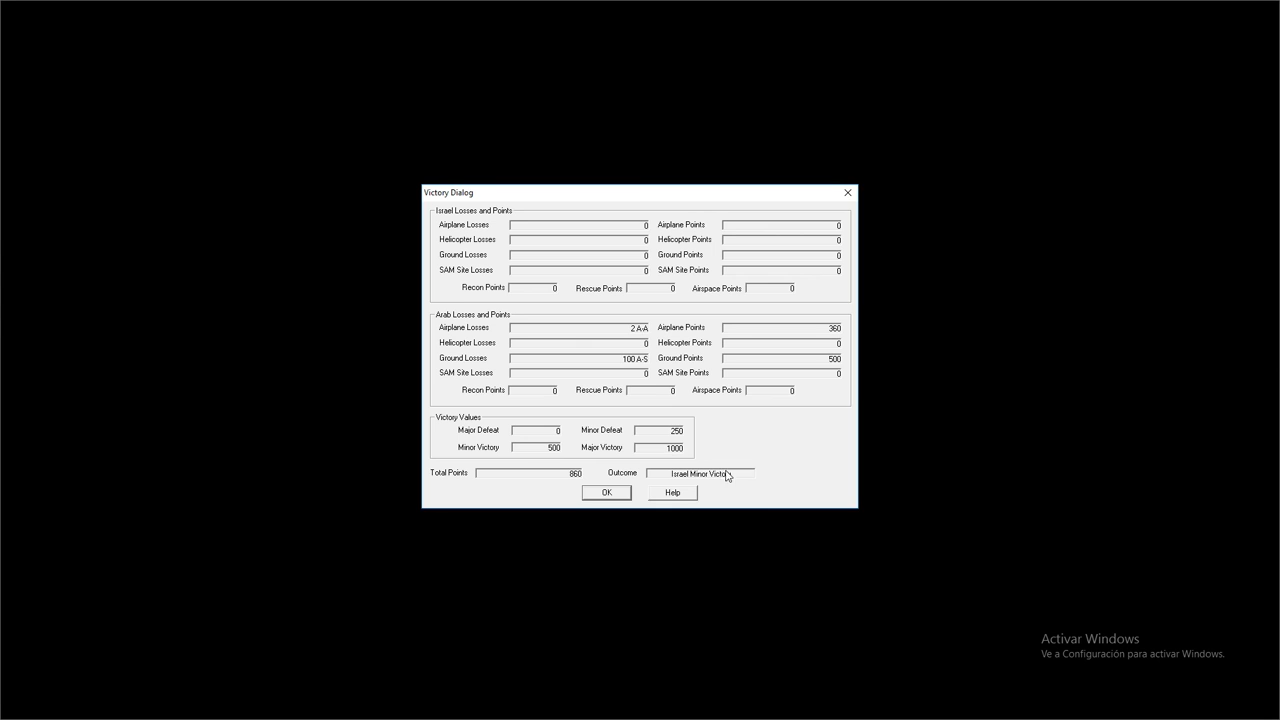 Victory Dialog
Israel Losses and Points
Airplane Losses 0 Airplane Points 0
Helicopter Losses 0 Helicopter Points 0
Ground Losses 0 Ground Points 0
SAM Site Losses 0 SAM Site Points 0
Recon Points 0 Rescue Points 0 Airspace Points 0
Arab Losses and Points
Airplane Losses 2 A-A Airplane Points 360
Helicopter Losses 0 Helicopter Points 0
Ground Losses 100 A-S Ground Points 500
SAM Site Losses 0 SAM Site Points 0
Recon Points 0 Rescue Points 0 Airspace Points 0
Victory Values
Major Defeat 0 Minor Defeat 250
Minor Victory 500 Major Victory 1000
Total Points 860 Outcome Israel Minor Victory
OK Help
Activar Windows
Ve a Configuración para activar Windows.